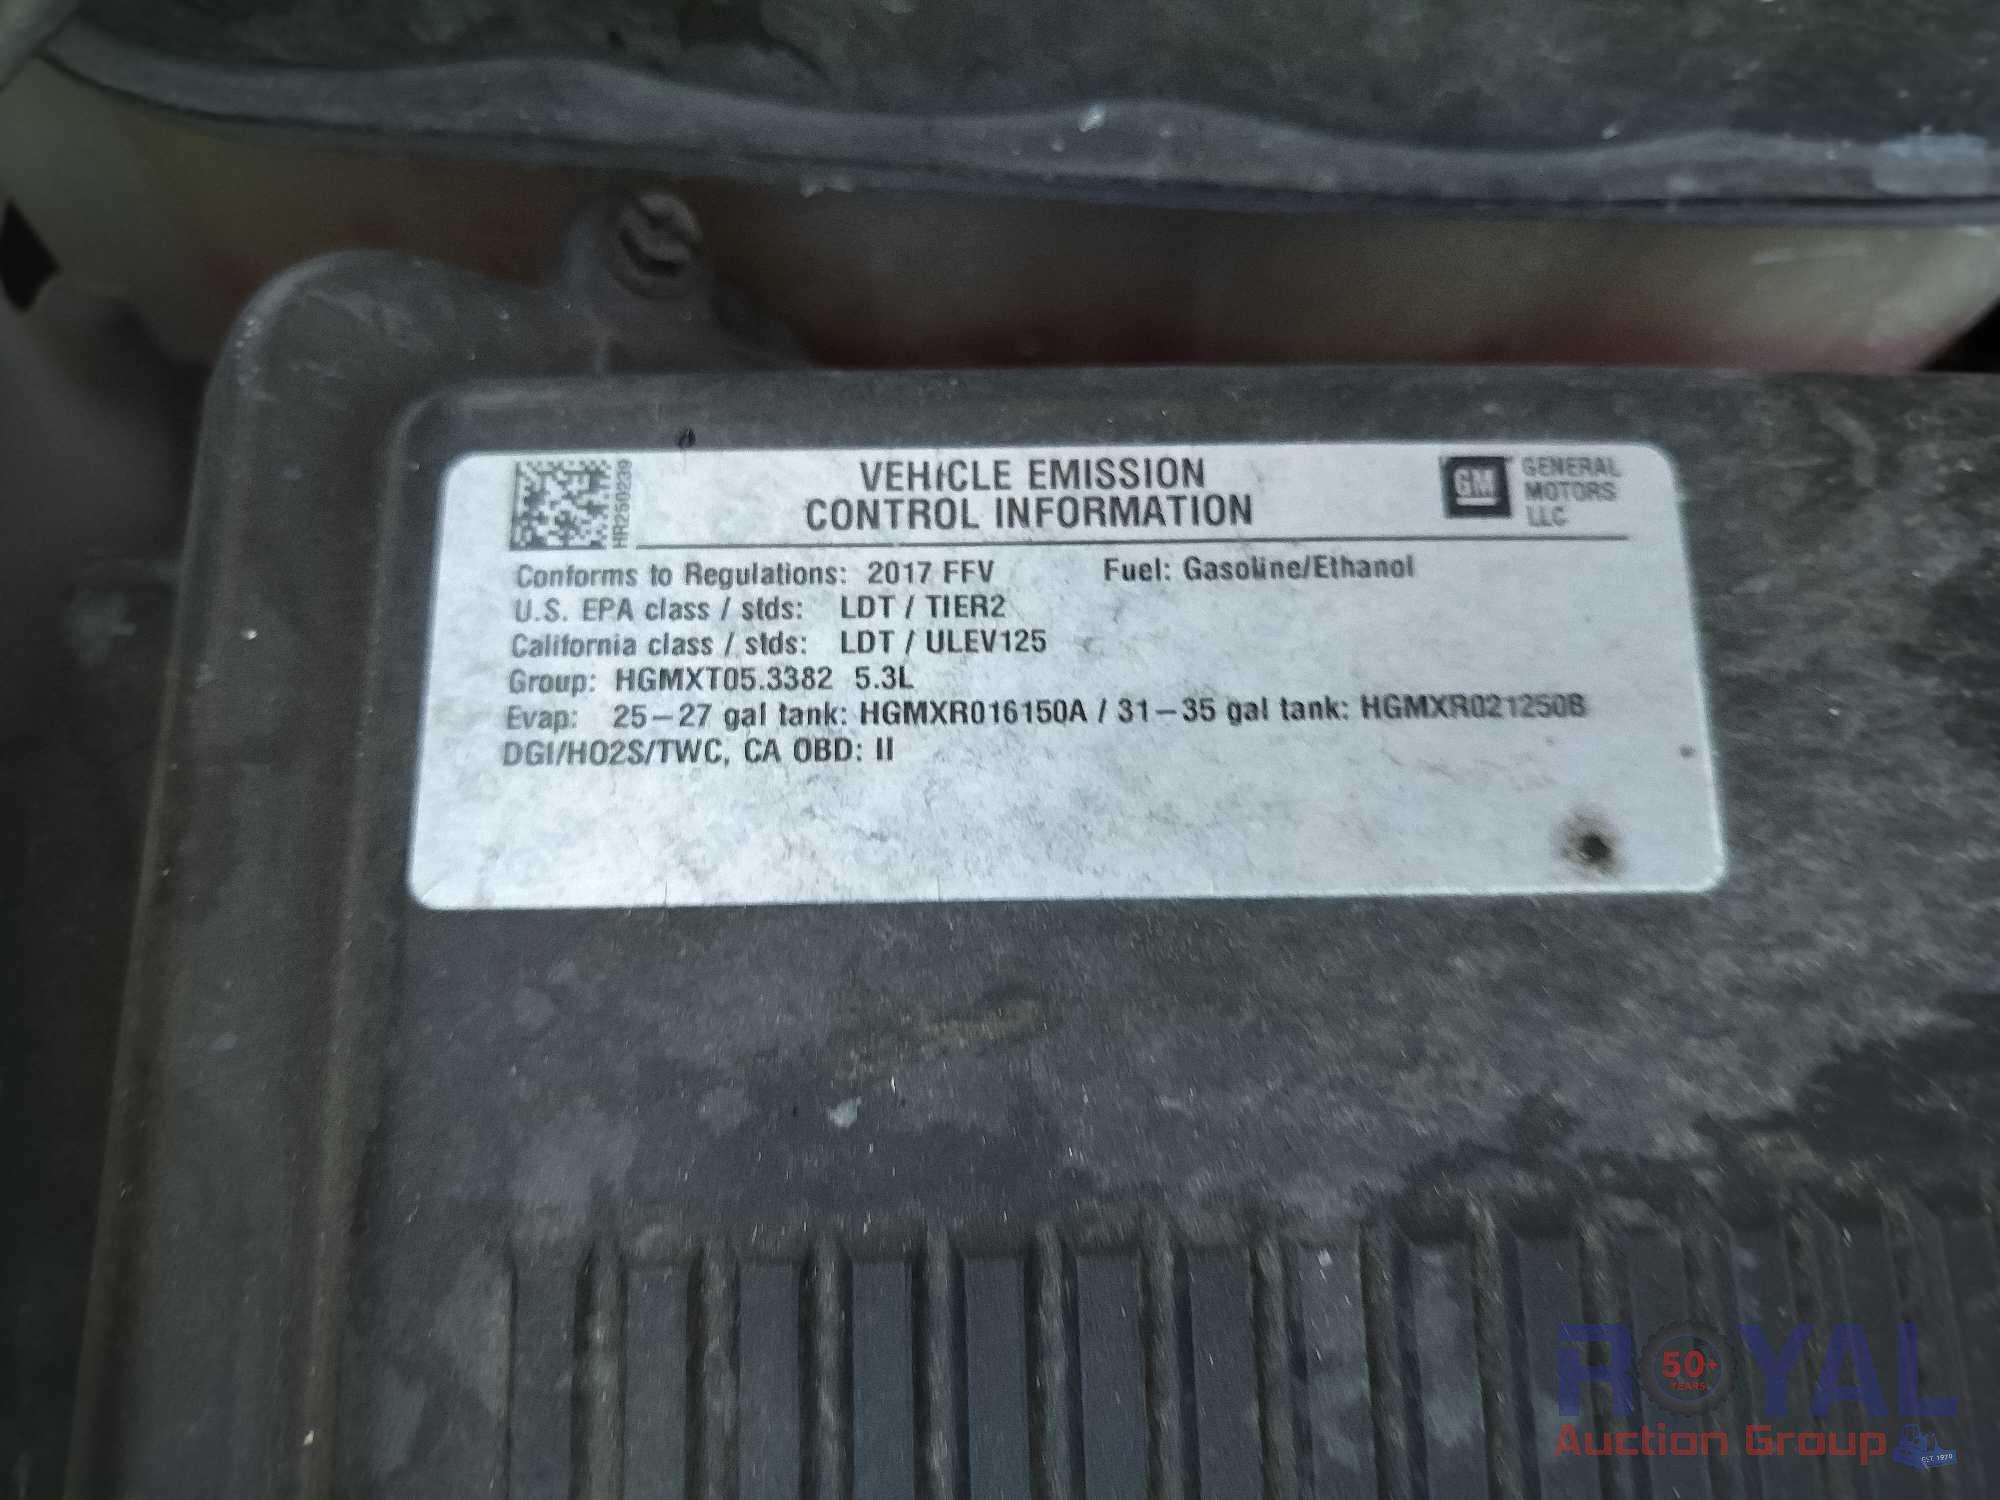 HR250239
VEHICLE EMISSION
CONTROL INFORMATION
GM
GENERAL
MOTORS
LLC
Conforms to Regulations: 2017 FFV Fuel: Gasoline/Ethanol
U.S. EPA class / stds: LDT / TIER2
California class / stds: LDT / ULEV125
Group: HGMXT05.3382 5.3L
Evap: 25-27 gal tank: HGMXR016150A / 31-35 gal tank: HGMXR021250B
DGI/HO2S/TWC, CA OBD: II
ROYAL
50+
YEARS
Auction Group
EST. 1970